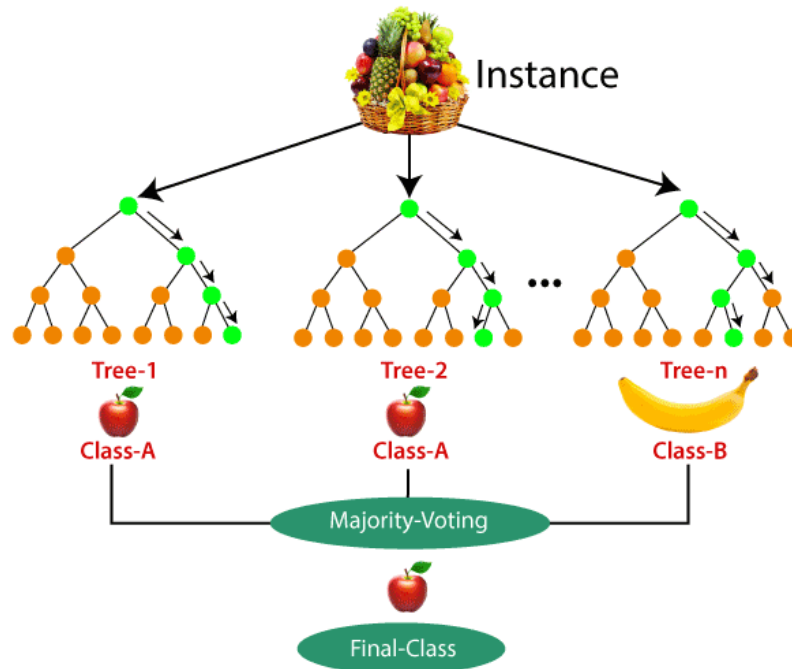 Instance
...
Tree-1
Tree-2
Tree-n
Class-A
Class-A
Class-B
Majority-Voting
Final-Class